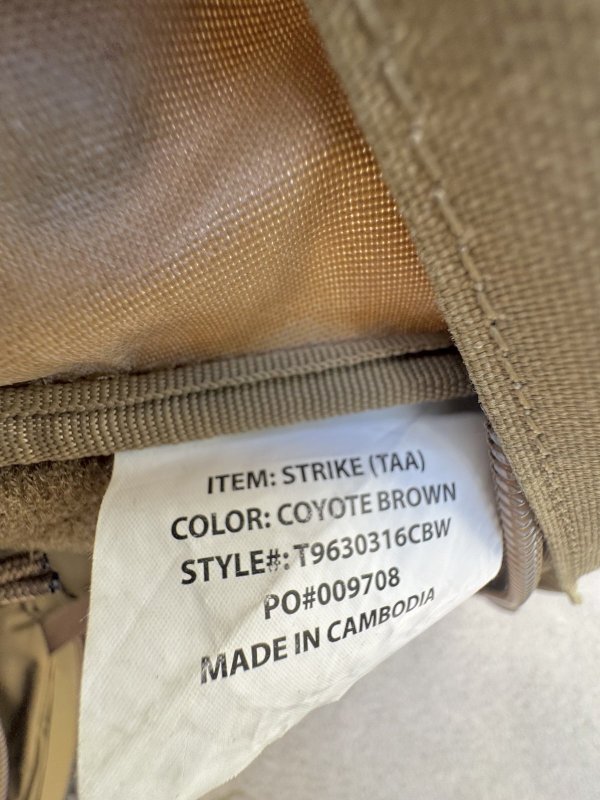 ITEM: STRIKE (TAA)
COLOR: COYOTE BROWN
STYLE#: T9630316CBW
PO#009708
MADE IN CAMBODIA